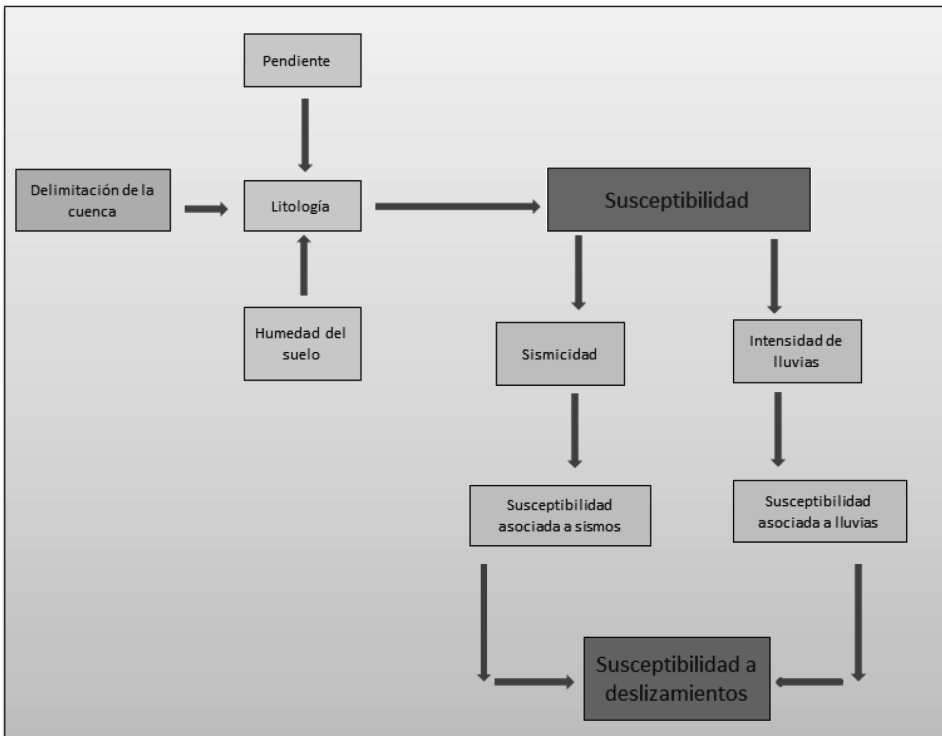 Pendiente
Delimitación de la
cuenca
Litología
Susceptibilidad
Humedad del
suelo
Sismicidad
Intensidad de
lluvias
Susceptibilidad
asociada a sismos
Susceptibilidad
asociada a lluvias
Susceptibilidad a
deslizamientos